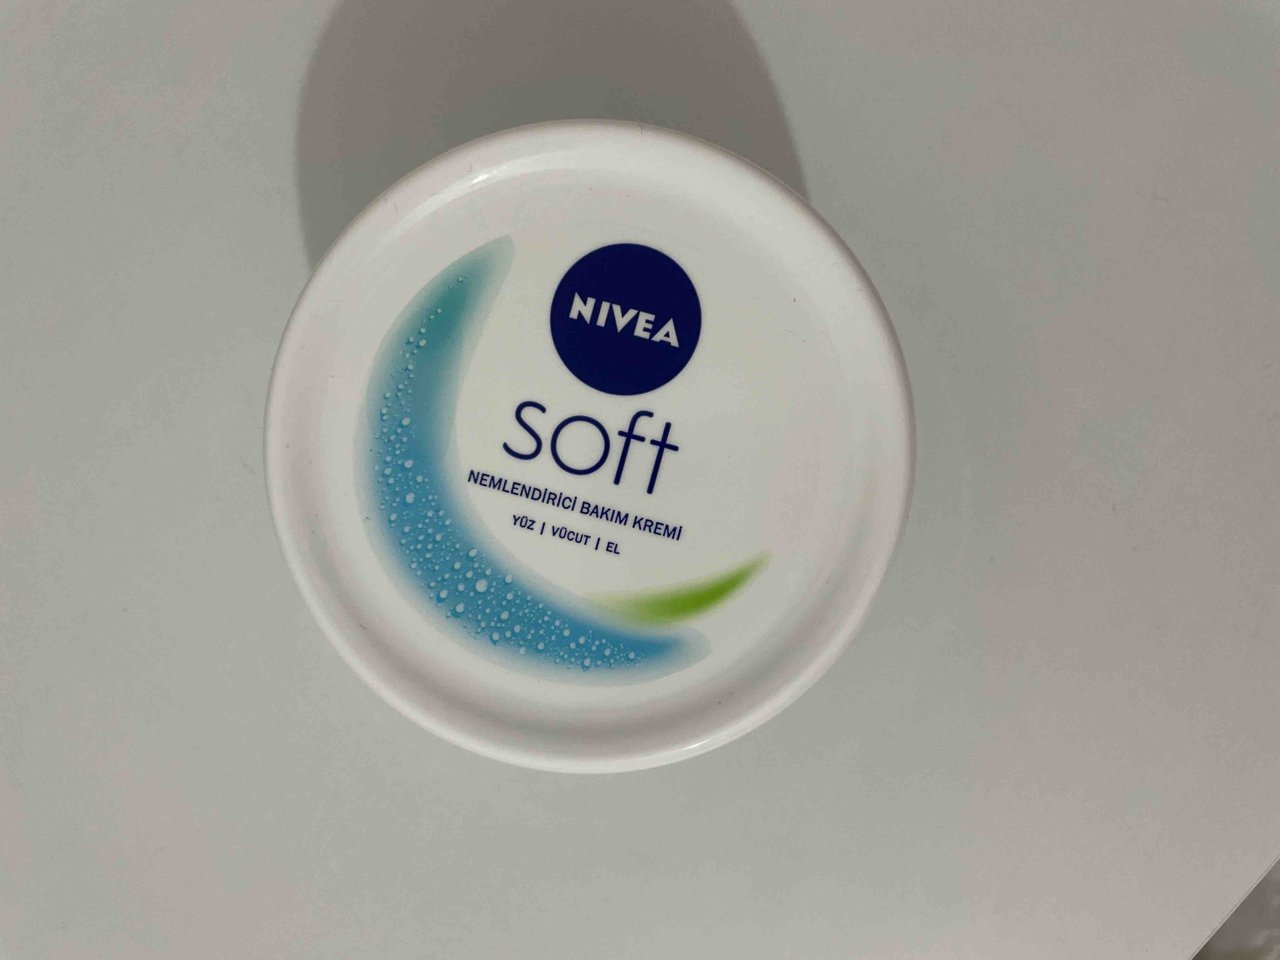 NIVEA
soft
NEMLENDİRİCİ BAKIM KREMİ
YÜZ | VÜCUT | EL